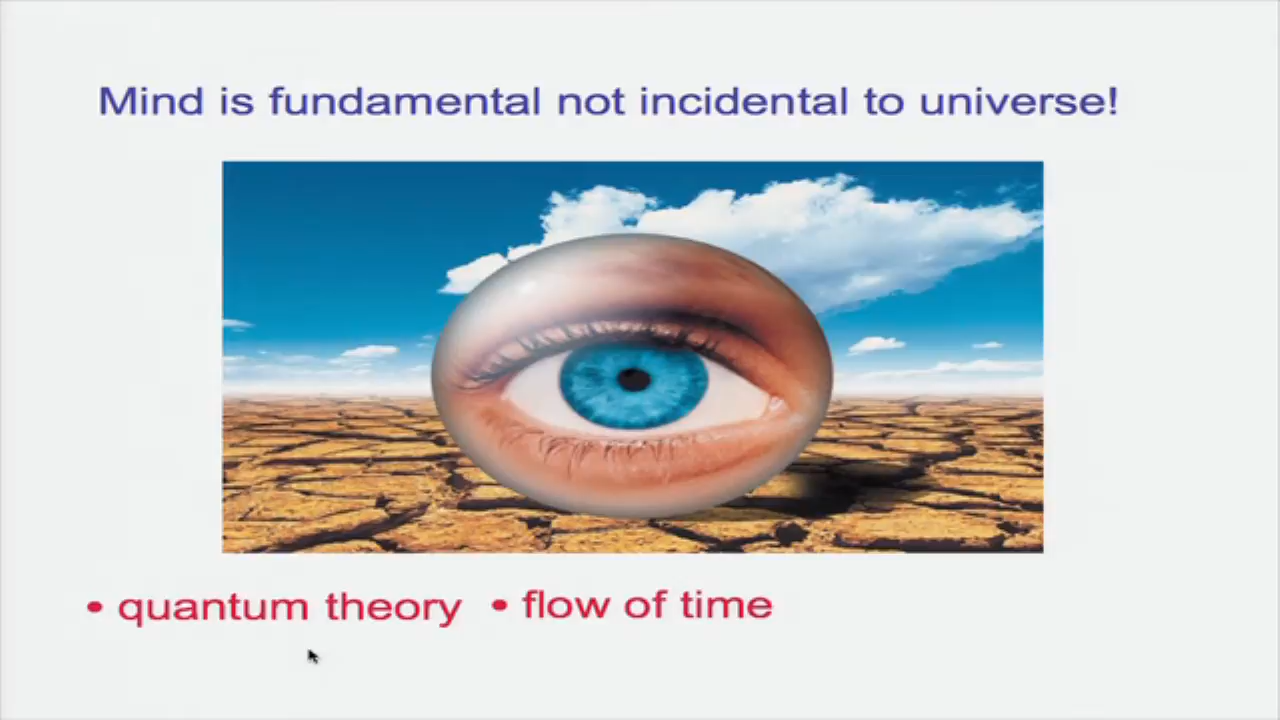 Mind is fundamental not incidental to universe!
• quantum theory • flow of time